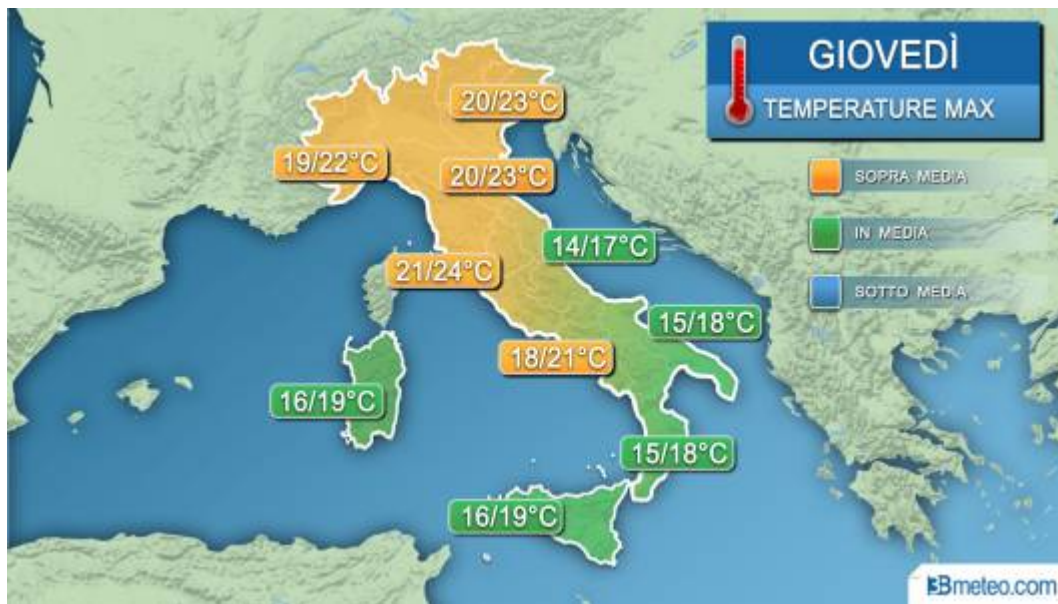 GIOVEDÌ
TEMPERATURE MAX
SOPRA MEDIA
IN MEDIA
SOTTO MEDIA
20/23°C
19/22°C
20/23°C
14/17°C
21/24°C
15/18°C
18/21°C
16/19°C
15/18°C
16/19°C
3Bmeteo.com